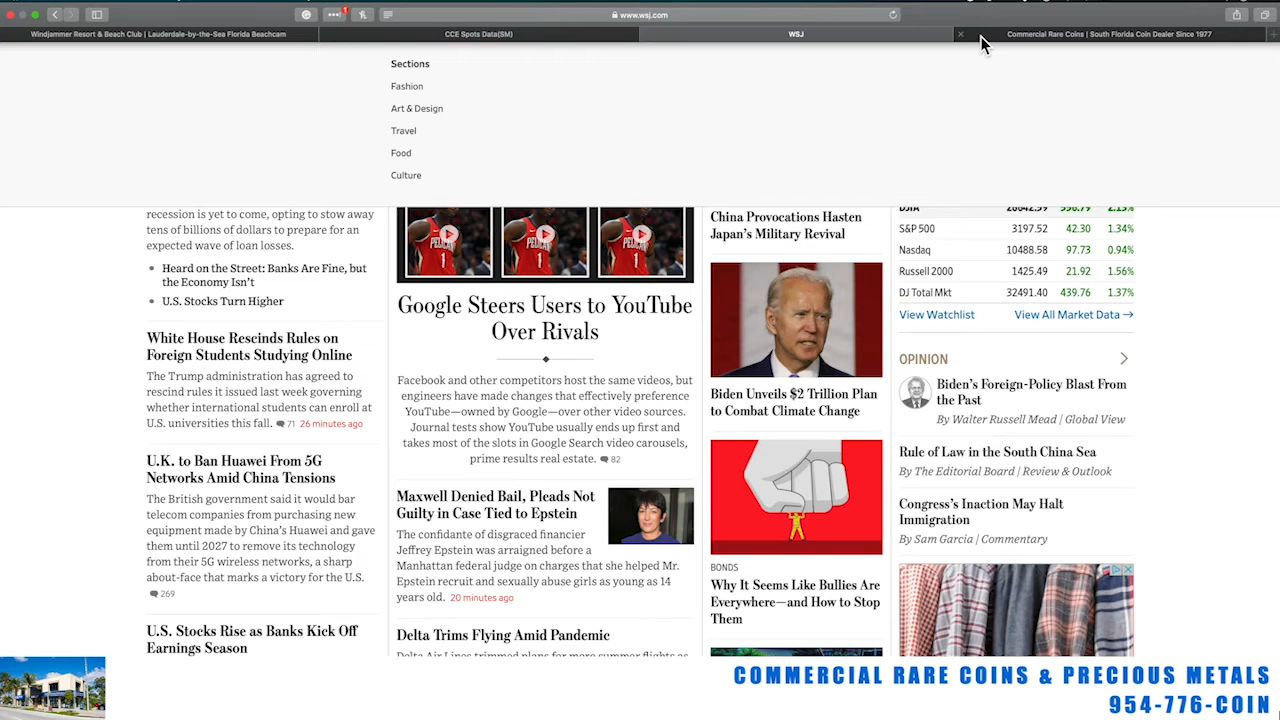 www.wsj.com
Windjammer Resort & Beach Club | Lauderdale-by-the-Sea Florida Beachcam
CCE Spots Data(SM)
WSJ
Commercial Rare Coins | South Florida Coin Dealer Since 1977
Sections
Fashion
Art & Design
Travel
Food
Culture
recession is yet to come, opting to stow away
tens of billions of dollars to prepare for an
expected wave of loan losses.
Heard on the Street: Banks Are Fine, but
the Economy Isn't
U.S. Stocks Turn Higher
White House Rescinds Rules on
Foreign Students Studying Online
The Trump administration has agreed to
rescind rules it issued last week governing
whether international students can enroll at
U.S. universities this fall. 71 26 minutes ago
U.K. to Ban Huawei From 5G
Networks Amid China Tensions
The British government said it would bar
telecom companies from purchasing new
equipment made by China's Huawei and gave
them until 2027 to remove its technology
from their 5G wireless networks, a sharp
about-face that marks a victory for the U.S.
269
U.S. Stocks Rise as Banks Kick Off
Earnings Season
PELICANS
1
PELICANS
1
PELICANS
1
Google Steers Users to YouTube
Over Rivals
Facebook and other competitors host the same videos, but
engineers have made changes that effectively preference
YouTube—owned by Google—over other video sources.
Journal tests show YouTube usually ends up first and
takes most of the slots in Google Search video carousels,
prime results real estate. 82
Maxwell Denied Bail, Pleads Not
Guilty in Case Tied to Epstein
The confidante of disgraced financier
Jeffrey Epstein was arraigned before a
Manhattan federal judge on charges that she helped Mr.
Epstein recruit and sexually abuse girls as young as 14
years old. 20 minutes ago
Delta Trims Flying Amid Pandemic
Delta Air Lines trimmed plans for more summer flights as
China Provocations Hasten
Japan's Military Revival
Biden Unveils $2 Trillion Plan
to Combat Climate Change
BONDS
Why It Seems Like Bullies Are
Everywhere—and How to Stop
Them
DJIA 26642.59 556.79 2.13%
S&P 500 3197.52 42.30 1.34%
Nasdaq 10488.58 97.73 0.94%
Russell 2000 1425.49 21.92 1.56%
DJ Total Mkt 32491.40 439.76 1.37%
View Watchlist View All Market Data →
OPINION
Biden's Foreign-Policy Blast From
the Past
By Walter Russell Mead | Global View
Rule of Law in the South China Sea
By The Editorial Board | Review & Outlook
Congress's Inaction May Halt
Immigration
By Sam Garcia | Commentary
COMMERCIAL RARE COINS & PRECIOUS METALS
954-776-COIN